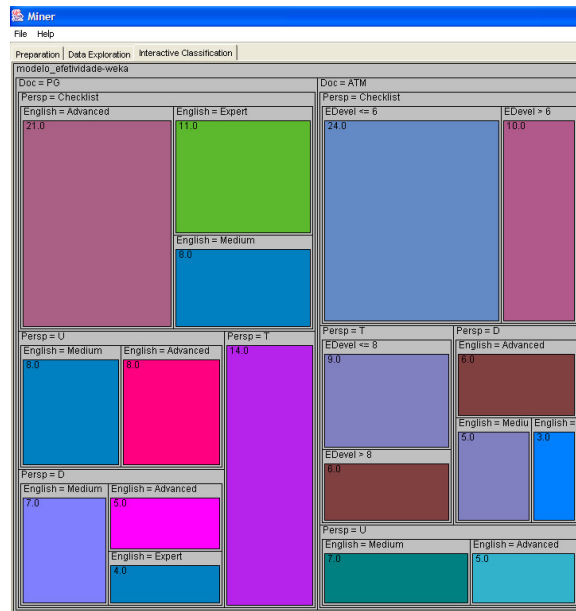 Miner
File Help
Preparation Data Exploration Interactive Classification
modelo_efetividade-weka
Doc = PG
Persp = Checklist
English = Advanced
21.0
English = Expert
11.0
English = Medium
8.0
Persp = U
English = Medium
8.0
English = Advanced
8.0
Persp = T
14.0
Persp = D
English = Medium
7.0
English = Advanced
5.0
English = Expert
4.0
Doc = ATM
Persp = Checklist
EDevel <= 6
24.0
EDevel > 6
10.0
Persp = T
EDevel <= 8
9.0
EDevel > 8
6.0
Persp = D
English = Advanced
6.0
English = Mediu
5.0
English =
3.0
Persp = U
English = Medium
7.0
English = Advanced
5.0